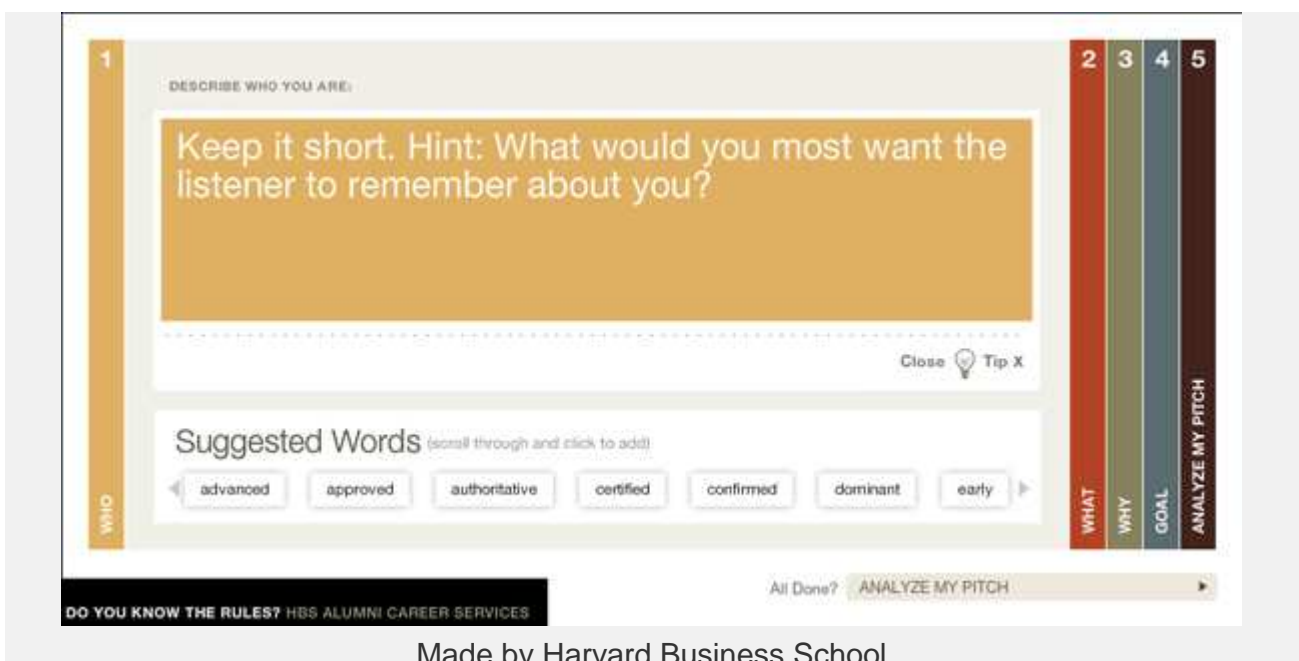 1
WHO
DESCRIBE WHO YOU ARE:
Keep it short. Hint: What would you most want the
listener to remember about you?
Close Tip X
Suggested Words (scroll through and click to add)
advanced approved authoritative certified confirmed dominant early
2 3 4 5
WHAT
WHY
GOAL
ANALYZE MY PITCH
All Done? ANALYZE MY PITCH
DO YOU KNOW THE RULES? HBS ALUMNI CAREER SERVICES
Made by Harvard Business School